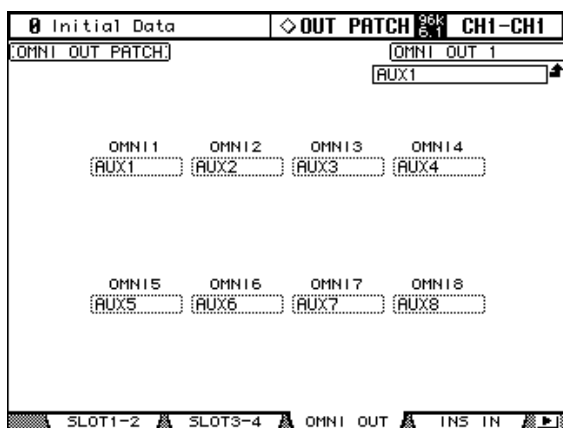 0 Initial Data ◇OUT PATCH 96k 6.1 CH1-CH1
OMNI OUT PATCH OMNI OUT 1
AUX1
OMNI1 OMNI2 OMNI3 OMNI4
AUX1 AUX2 AUX3 AUX4
OMNI5 OMNI6 OMNI7 OMNI8
AUX5 AUX6 AUX7 AUX8
SLOT1-2 SLOT3-4 OMNI OUT INS IN